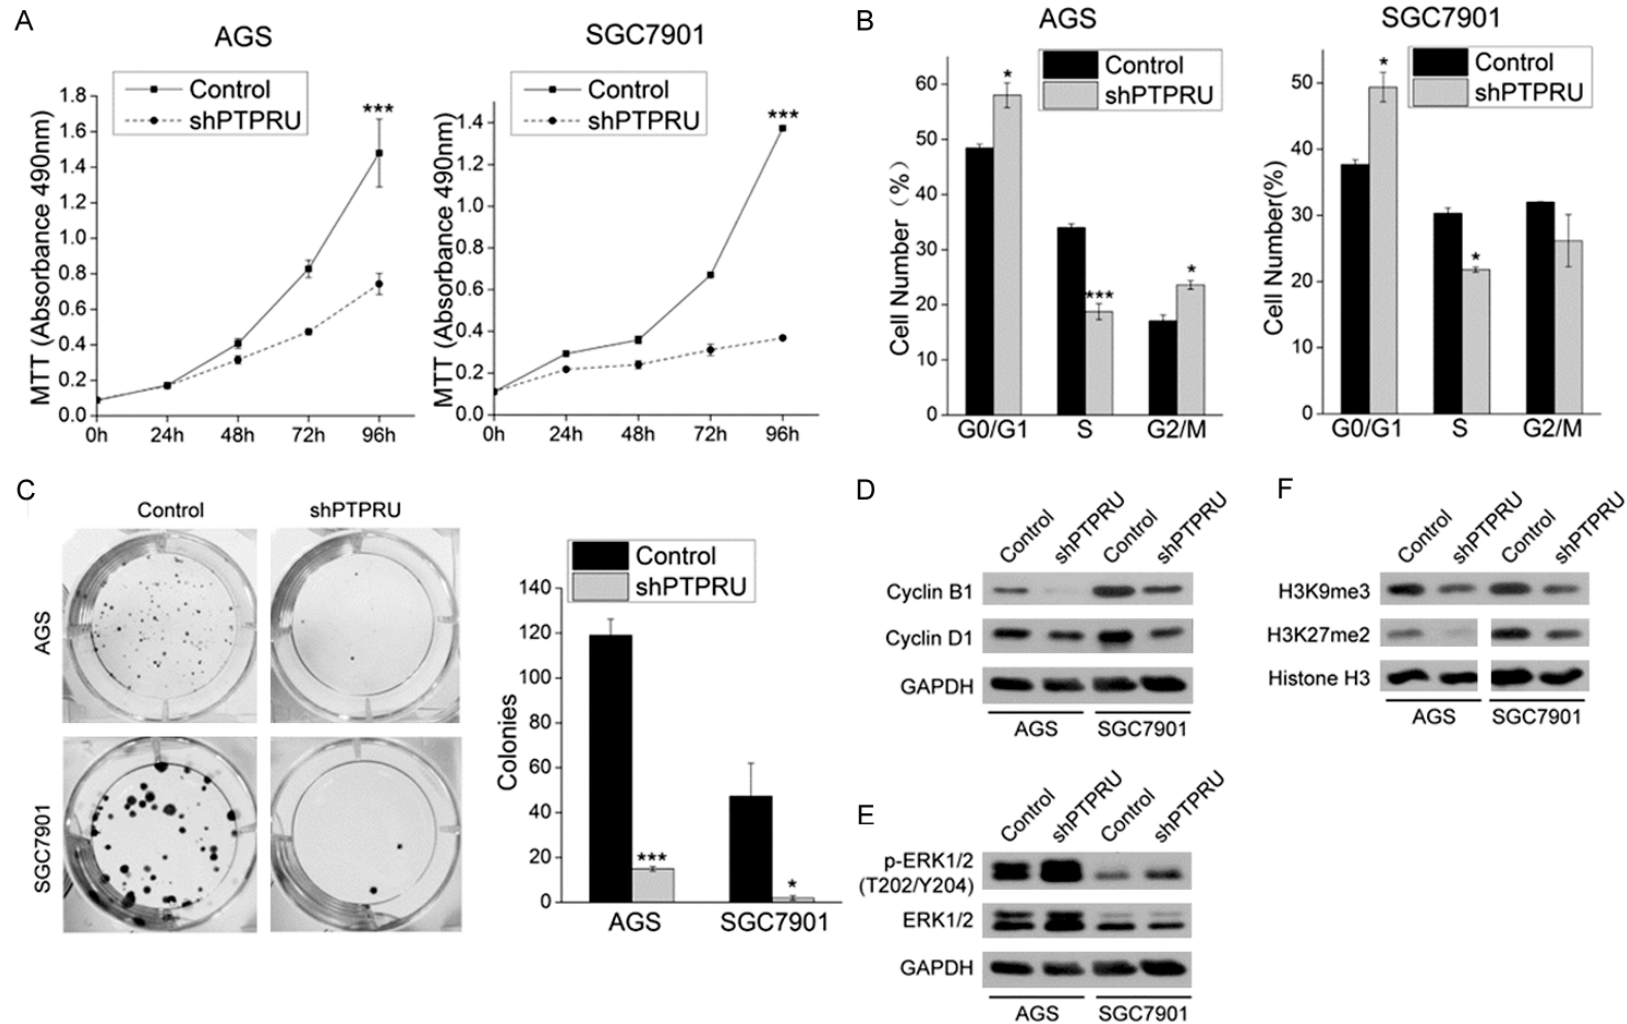 A
AGS
Control
shPTPRU
***
MTT (Absorbance 490nm)
1.8
1.6
1.4
1.2
1.0
0.8
0.6
0.4
0.2
0.0
0h 24h 48h 72h 96h
SGC7901
Control
shPTPRU
***
MTT (Absorbance 490nm)
1.4
1.2
1.0
0.8
0.6
0.4
0.2
0.0
0h 24h 48h 72h 96h
B
AGS
Control
shPTPRU
Cell Number (%)
60
50
40
30
20
10
0
*
***
*
G0/G1 S G2/M
SGC7901
Control
shPTPRU
Cell Number(%)
50
40
30
20
10
0
*
*
G0/G1 S G2/M
C
Control shPTPRU
AGS
SGC7901
Control
shPTPRU
Colonies
140
120
100
80
60
40
20
0
***
*
AGS SGC7901
D
Control shPTPRU Control shPTPRU
Cyclin B1
Cyclin D1
GAPDH
AGS SGC7901
E
Control shPTPRU Control shPTPRU
p-ERK1/2
(T202/Y204)
ERK1/2
GAPDH
AGS SGC7901
F
Control shPTPRU Control shPTPRU
H3K9me3
H3K27me2
Histone H3
AGS SGC7901